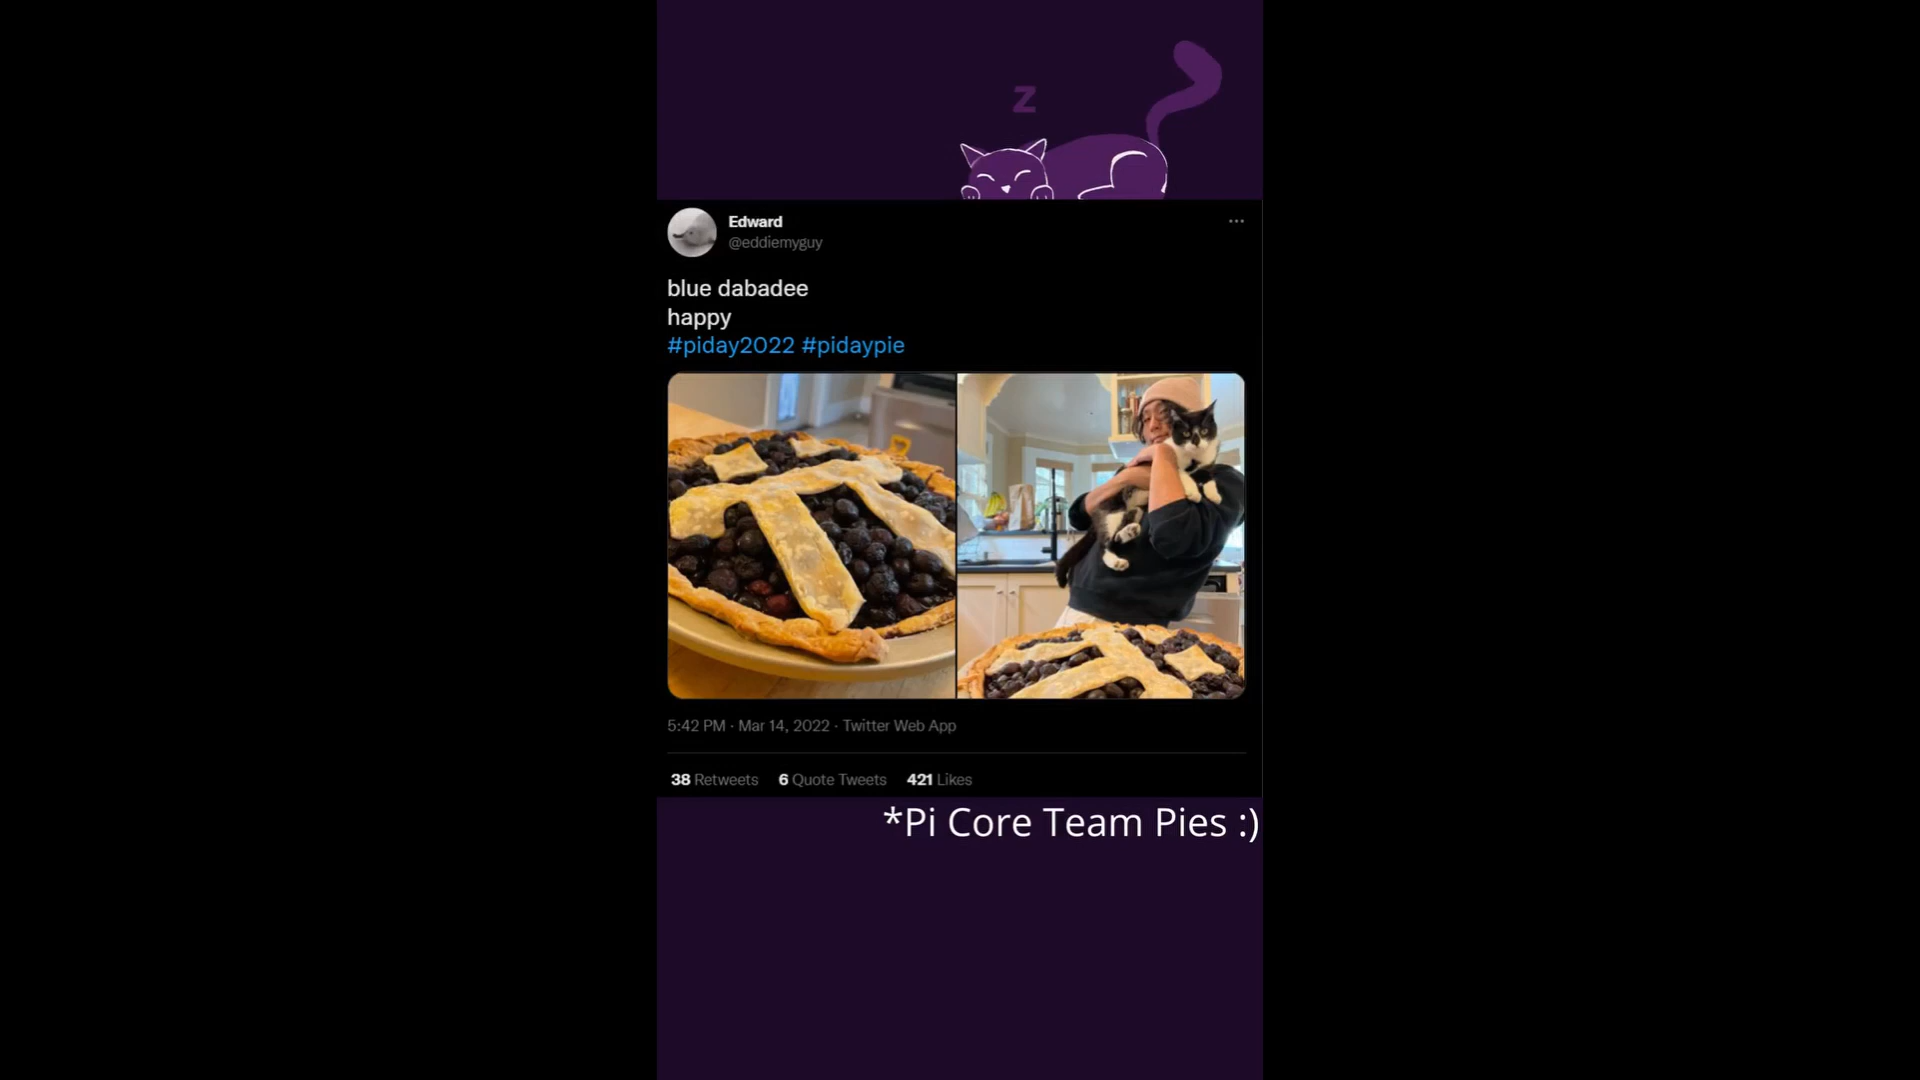 z
Edward
@eddiemyguy
blue dabadee
happy
#piday2022 #pidaypie
5:42 PM · Mar 14, 2022 · Twitter Web App
38 Retweets 6 Quote Tweets 421 Likes
*Pi Core Team Pies :)